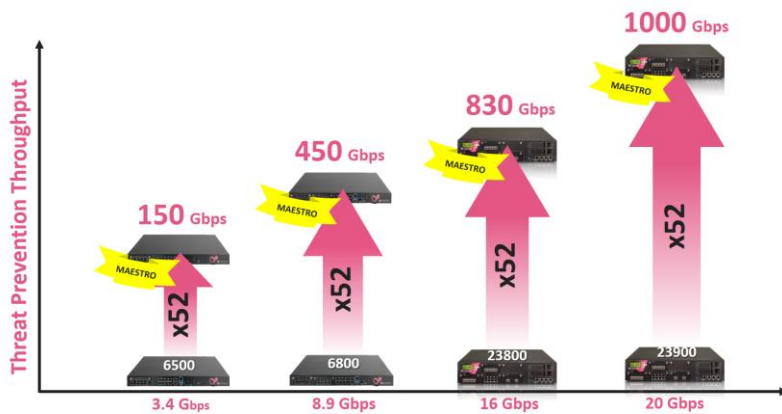 1000 Gbps
MAESTRO
830 Gbps
MAESTRO
450 Gbps
MAESTRO
150 Gbps
MAESTRO
Threat Prevention Throughput
x52
x52
x52
x52
6500
6800
23800
23900
3.4 Gbps
8.9 Gbps
16 Gbps
20 Gbps